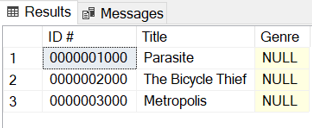 Results Messages
ID # Title Genre
1 0000001000 Parasite NULL
2 0000002000 The Bicycle Thief NULL
3 0000003000 Metropolis NULL